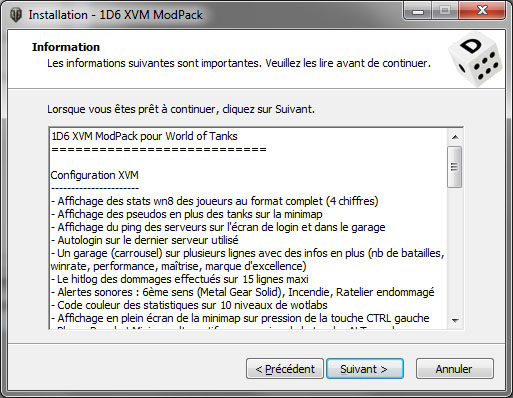 Installation - 1D6 XVM ModPack
Information
Les informations suivantes sont importantes. Veuillez les lire avant de continuer.
D
Lorsque vous êtes prêt à continuer, cliquez sur Suivant.
1D6 XVM ModPack pour World of Tanks
===========================
Configuration XVM
----------------------
- Affichage des stats wn8 des joueurs au format complet (4 chiffres)
- Affichage des pseudos en plus des tanks sur la minimap
- Affichage du ping des serveurs sur l'écran de login et dans le garage
- Autologin sur le dernier serveur utilisé
- Un garage (carrousel) sur plusieurs lignes avec des infos en plus (nb de batailles,
winrate, performance, maîtrise, marque d'excellence)
- Le hitlog des dommages effectués sur 15 lignes maxi
- Alertes sonores : 6ème sens (Metal Gear Solid), Incendie, Ratelier endommagé
- Code couleur des statistiques sur 10 niveaux de wotlabs
- Affichage en plein écran de la minimap sur pression de la touche CTRL gauche
< Précédent
Suivant >
Annuler